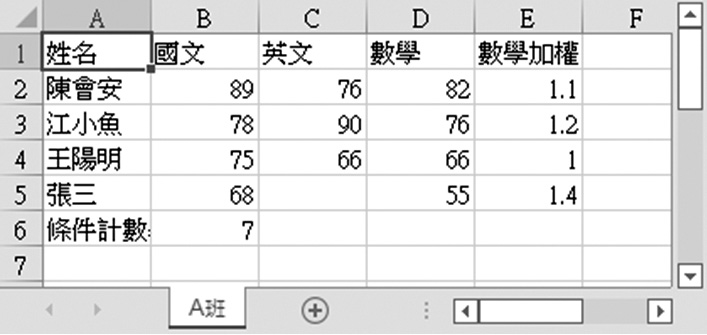 A B C D E F
1 姓名 國文 英文 數學 數學加權
2 陳會安 89 76 82 1.1
3 江小魚 78 90 76 1.2
4 王陽明 75 66 66 1
5 張三 68 55 1.4
6 條件計數: 7
7
A班